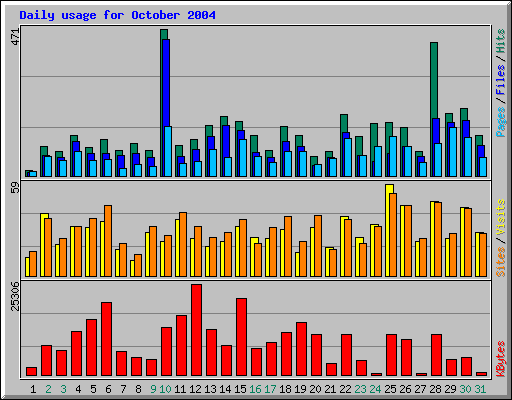 Daily usage for October 2004
471
Pages / Files / Hits
59
Sites / Visits
25306
KBytes
1 2 3 4 5 6 7 8 9 10 11 12 13 14 15 16 17 18 19 20 21 22 23 24 25 26 27 28 29 30 31